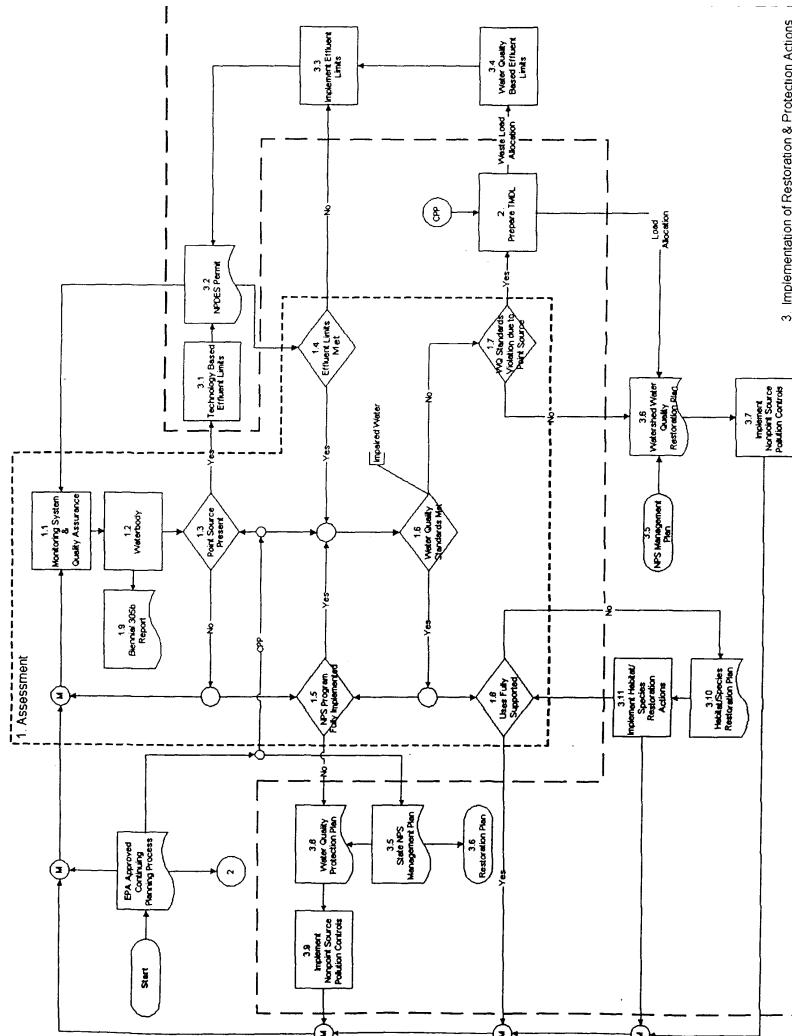 1. Assessment
Start
EPA Approved
Continuing
Planning Process
2
M
M
1.1
Monitoring System
&
Quality Assurance
1.2
Waterbody
1.9
Biennial 305b
Report
1.3
Point Source
Present
Yes
No
3.1
Technology Based
Effluent Limits
3.2
NPDES Permit
3.3
Implement Effluent
Limits
3.4
Water Quality
Based Effluent Limits
1.4
Effluent Limits
Met
No
Yes
CPP
1.5
NPS Program
Fully Implemented
Yes
No
1.6
Water Quality
Standards Met
Impaired Water
Yes
No
1.7
WQ Standards
Violation due to
Point Source
Yes
No
CPP
2.
Prepare TMDL
Waste Load
Allocation
Load
Allocation
1.8
Uses Fully
Supported
Yes
No
3.8
Water Quality
Protection Plan
3.9
Implement
Nonpoint Source
Pollution Controls
3.5
State NPS
Management Plan
3.6
Restoration Plan
3.11
Implement Habitat/
Species
Restoration
Actions
3.10
Habitat/Species
Restoration Plan
3.5
NPS Management
Plan
3.6
Watershed Water
Quality
Restoration Plan
3.7
Implement
Nonpoint Source
Pollution Controls
M
M
M
3. Implementation of Restoration & Protection Actions